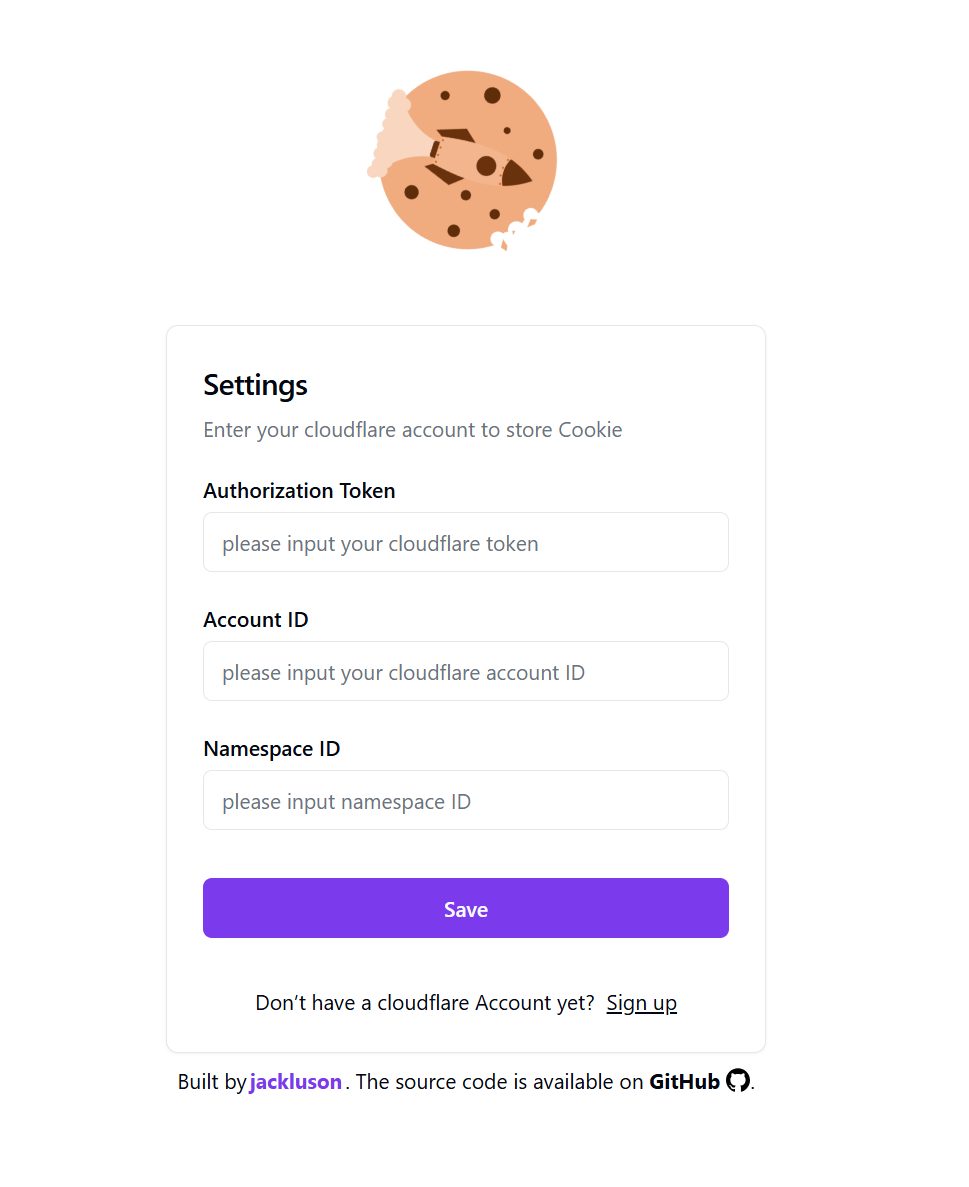 Settings
Enter your cloudflare account to store Cookie
Authorization Token
please input your cloudflare token
Account ID
please input your cloudflare account ID
Namespace ID
please input namespace ID
Save
Don’t have a cloudflare Account yet? Sign up
Built by jackluson . The source code is available on GitHub .